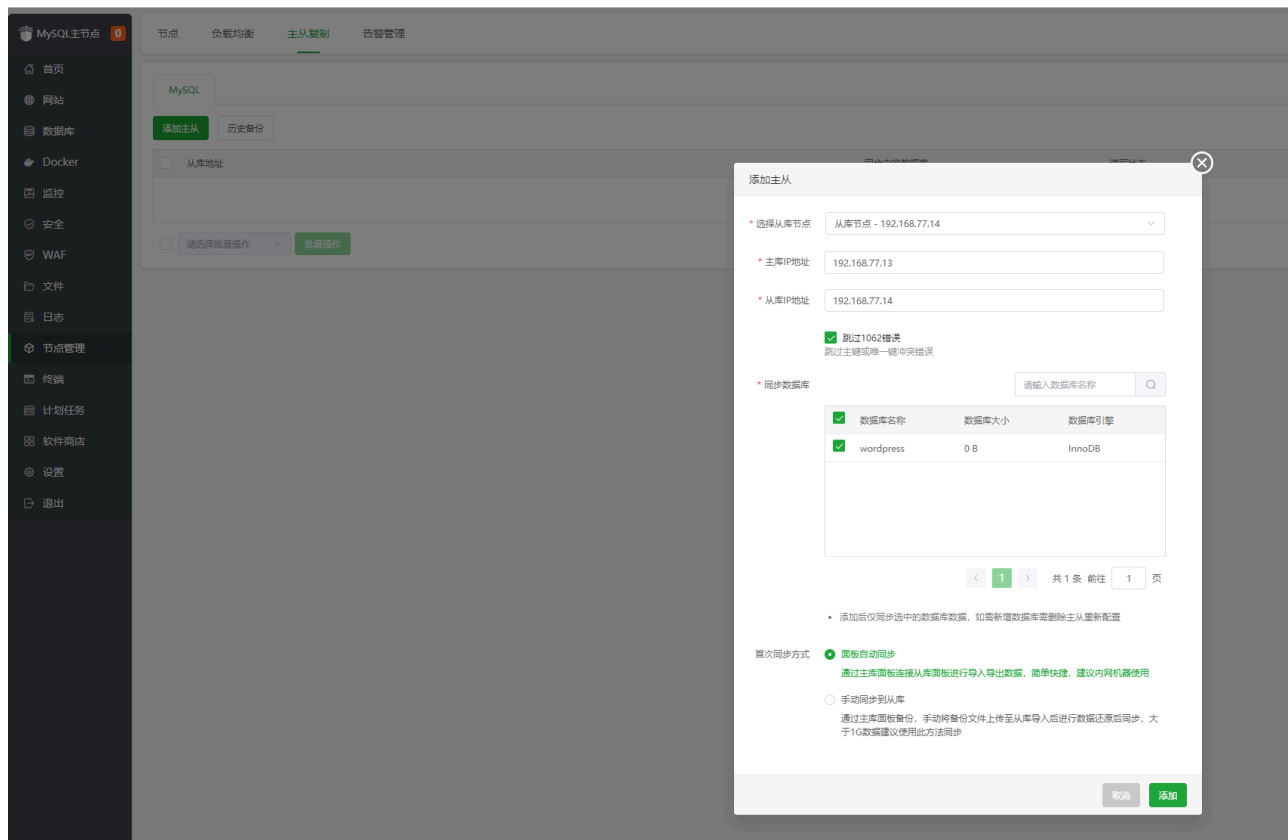 MySQL主节点 0
首页
网站
数据库
Docker
监控
安全
WAF
文件
日志
节点管理
终端
计划任务
软件商店
设置
退出
节点 负载均衡 主从复制 告警管理
MySQL
添加主从 历史备份
从库地址 同步中的数据库 读写状态
请选择批量操作 批量操作
添加主从
* 选择从库节点 从库节点 - 192.168.77.14
* 主库IP地址 192.168.77.13
* 从库IP地址 192.168.77.14
跳过1062错误
跳过主键或唯一键冲突错误
* 同步数据库 请输入数据库名称
数据库名称 数据库大小 数据库引擎
wordpress 0 B InnoDB
< 1 > 共 1 条 前往 1 页
• 添加后仅同步选中的数据库数据，如需新增数据库需删除主从重新配置
首次同步方式 面板自动同步
通过主库面板连接从库面板进行导入导出数据，简单快捷，建议内网机器使用
手动同步到从库
通过主库面板备份，手动将备份文件上传至从库导入后进行数据还原后同步，大
于1G数据建议使用此方法同步
取消 添加